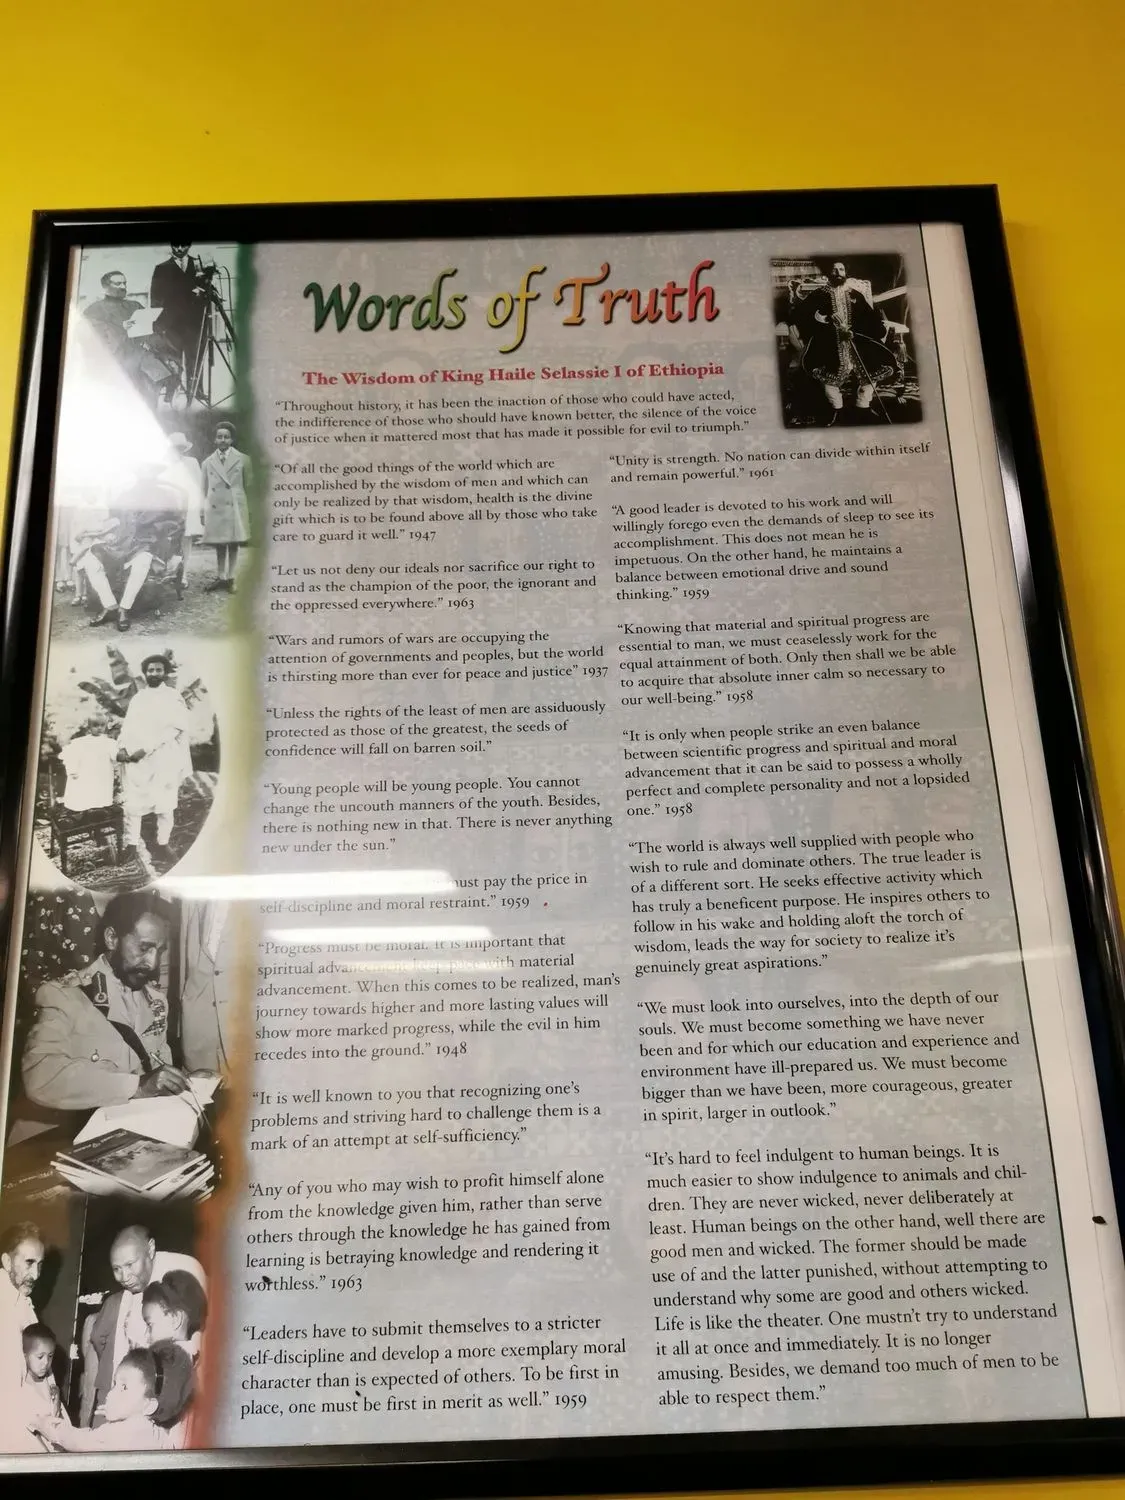 Words of Truth
The Wisdom of King Haile Selassie I of Ethiopia
“Throughout history, it has been the inaction of those who could have acted,
the indifference of those who should have known better, the silence of the voice
of justice when it mattered most that has made it possible for evil to triumph.”
“Of all the good things of the world which are
accomplished by the wisdom of men and which can
only be realized by that wisdom, health is the divine
gift which is to be found above all by those who take
care to guard it well.” 1947
“Let us not deny our ideals nor sacrifice our right to
stand as the champion of the poor, the ignorant and
the oppressed everywhere.” 1963
“Wars and rumors of wars are occupying the
attention of governments and peoples, but the world
is thirsting more than ever for peace and justice” 1937
“Unless the rights of the least of men are assiduously
protected as those of the greatest, the seeds of
confidence will fall on barren soil.”
“Young people will be young people. You cannot
change the uncouth manners of the youth. Besides,
there is nothing new in that. There is never anything
new under the sun.”
must pay the price in
self-discipline and moral restraint.” 1959
“Progress must be moral. It is important that
spiritual advancement keep pace with material
advancement. When this comes to be realized, man’s
journey towards higher and more lasting values will
show more marked progress, while the evil in him
recedes into the ground.” 1948
“It is well known to you that recognizing one’s
problems and striving hard to challenge them is a
mark of an attempt at self-sufficiency.”
“Any of you who may wish to profit himself alone
from the knowledge given him, rather than serve
others through the knowledge he has gained from
learning is betraying knowledge and rendering it
worthless.” 1963
“Leaders have to submit themselves to a stricter
self-discipline and develop a more exemplary moral
character than is expected of others. To be first in
place, one must be first in merit as well.” 1959
“Unity is strength. No nation can divide within itself
and remain powerful.” 1961
“A good leader is devoted to his work and will
willingly forego even the demands of sleep to see its
accomplishment. This does not mean he is
impetuous. On the other hand, he maintains a
balance between emotional drive and sound
thinking.” 1959
“Knowing that material and spiritual progress are
essential to man, we must ceaselessly work for the
equal attainment of both. Only then shall we be able
to acquire that absolute inner calm so necessary to
our well-being.” 1958
“It is only when people strike an even balance
between scientific progress and spiritual and moral
advancement that it can be said to possess a wholly
perfect and complete personality and not a lopsided
one.” 1958
“The world is always well supplied with people who
wish to rule and dominate others. The true leader is
of a different sort. He seeks effective activity which
has truly a beneficent purpose. He inspires others to
follow in his wake and holding aloft the torch of
wisdom, leads the way for society to realize it’s
genuinely great aspirations.”
“We must look into ourselves, into the depth of our
souls. We must become something we have never
been and for which our education and experience and
environment have ill-prepared us. We must become
bigger than we have been, more courageous, greater
in spirit, larger in outlook.”
“It’s hard to feel indulgent to human beings. It is
much easier to show indulgence to animals and chil-
dren. They are never wicked, never deliberately at
least. Human beings on the other hand, well there are
good men and wicked. The former should be made
use of and the latter punished, without attempting to
understand why some are good and others wicked.
Life is like the theater. One mustn’t try to understand
it all at once and immediately. It is no longer
amusing. Besides, we demand too much of men to be
able to respect them.”